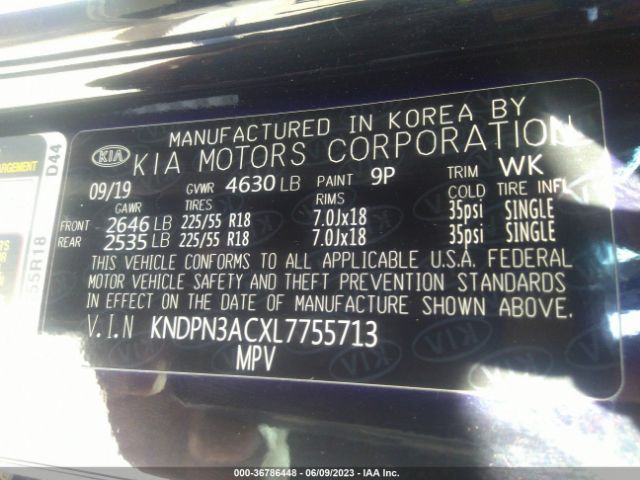 ARGEMENT
D44
55R18
MANUFACTURED IN KOREA BY
KIA KIA MOTORS CORPORATION
09/19 GVWR 4630 LB PAINT 9P TRIM WK
GAWR TIRES RIMS COLD TIRE INFL
FRONT 2646 LB 225/55 R18 7.0Jx18 35psi SINGLE
REAR 2535 LB 225/55 R18 7.0Jx18 35psi SINGLE
THIS VEHICLE CONFORMS TO ALL APPLICABLE U.S.A. FEDERAL
MOTOR VEHICLE SAFETY AND THEFT PREVENTION STANDARDS
IN EFFECT ON THE DATE OF MANUFACTURE SHOWN ABOVE.
V.I.N KNDPN3ACXL7755713
MPV
000-36786448 - 06/09/2023 - IAA Inc.